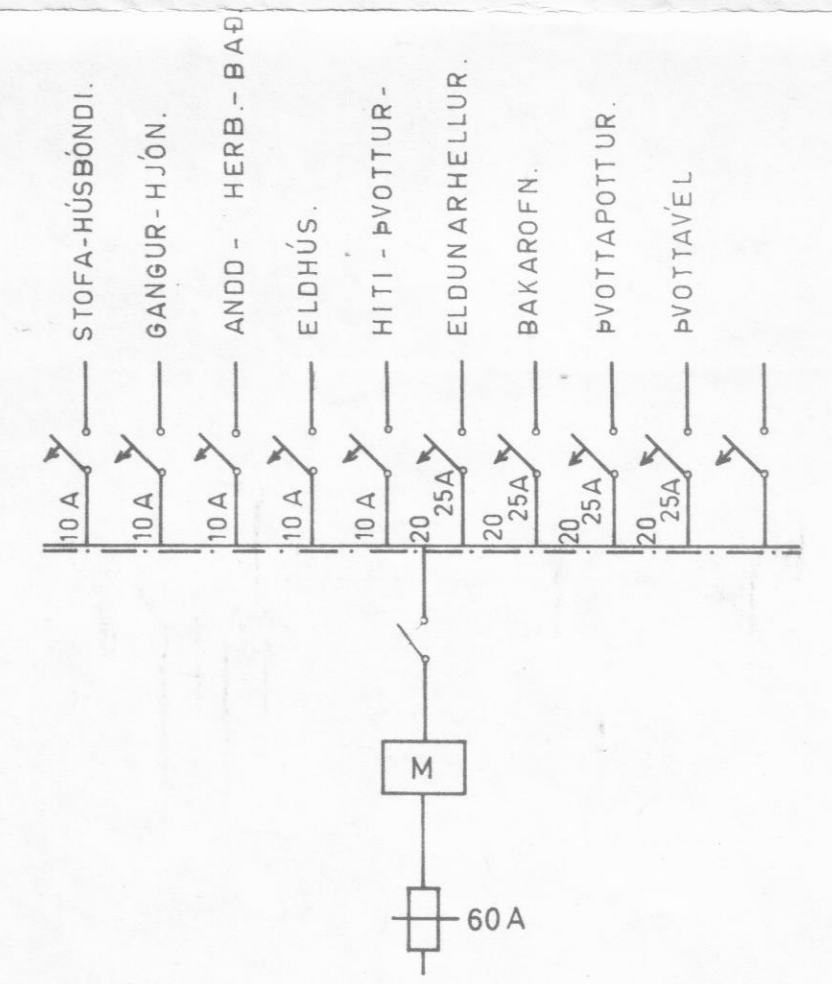 STOFA-HÚSBÓNDI.
GANGUR-HJÓN.
ANDD- HERB.-BAÐ
ELDHÚS.
HITI-ÞVOTTUR-
ELDUNARHELLUR.
BAKAROFN.
ÞVOTTAPOTTUR.
ÞVOTTAVÉL
10 A
10 A
10 A
10 A
10 A
20
25A
20
25A
20
25A
20
25A
M
60 A